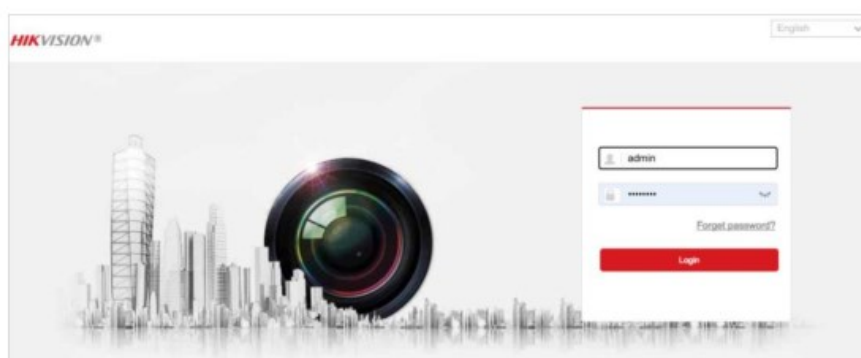 English
HIKVISION®
admin
••••••••
Forget password?
Login